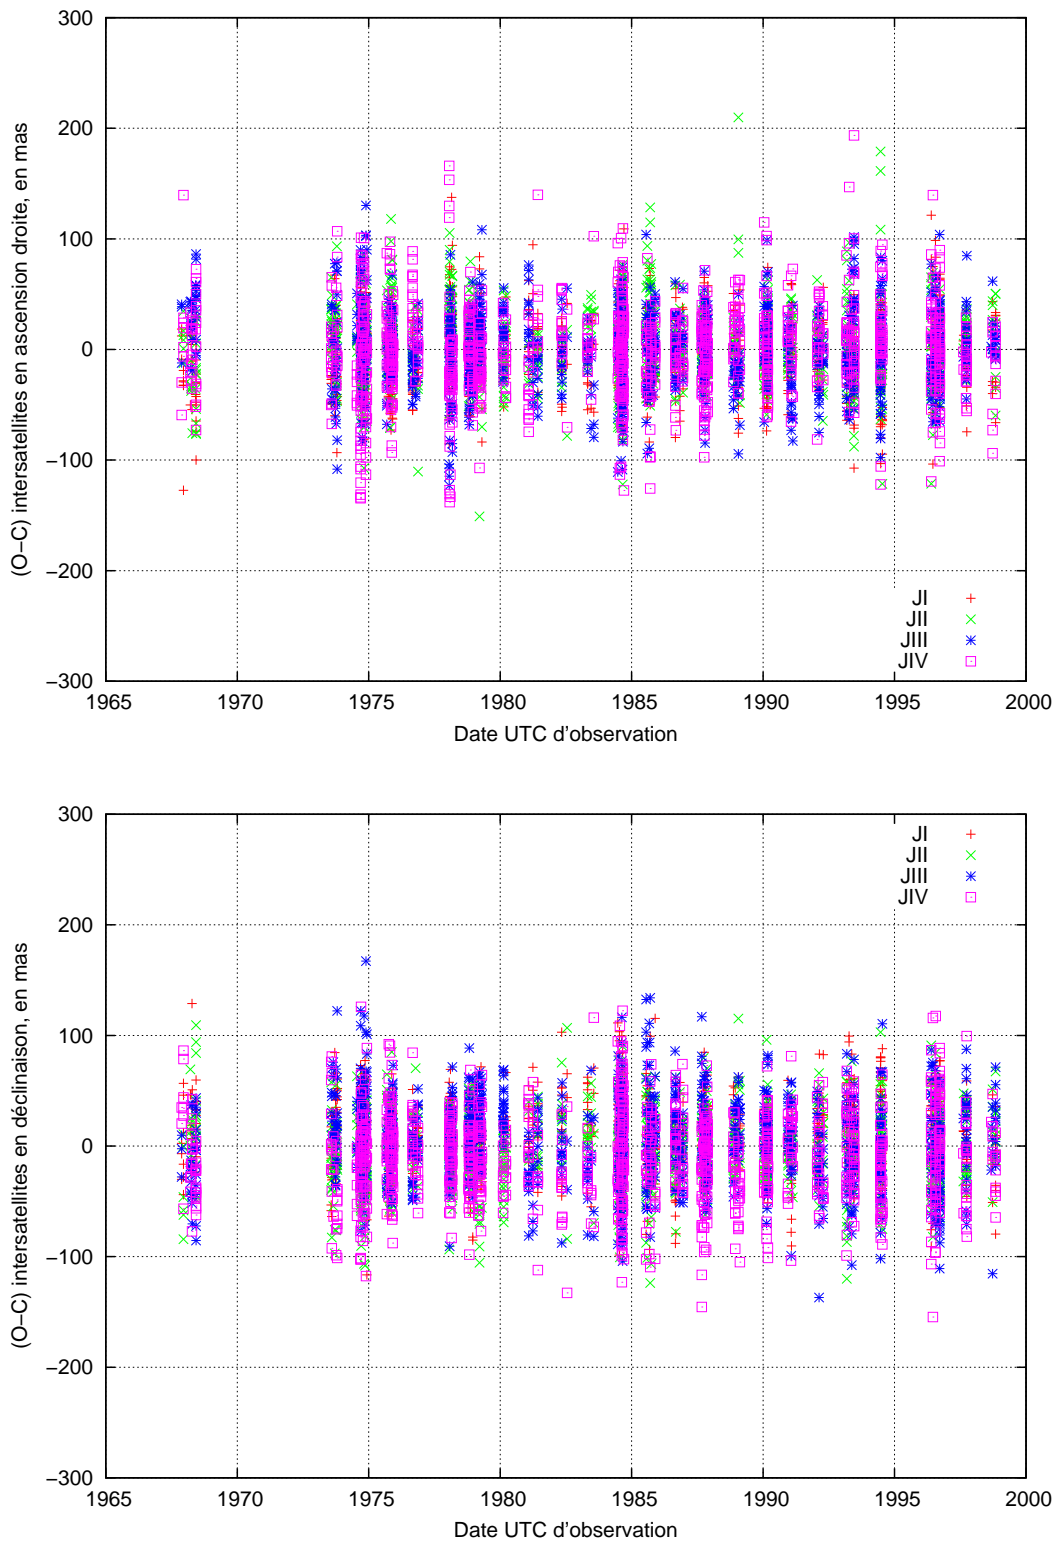 300
200
100
0
−100
−200
−300
(O−C) intersatellites en ascension droite, en mas
JI
JII
JIII
JIV
1965 1970 1975 1980 1985 1990 1995 2000
Date UTC d'observation
300
200
100
0
−100
−200
−300
(O−C) intersatellites en déclinaison, en mas
JI
JII
JIII
JIV
1965 1970 1975 1980 1985 1990 1995 2000
Date UTC d'observation